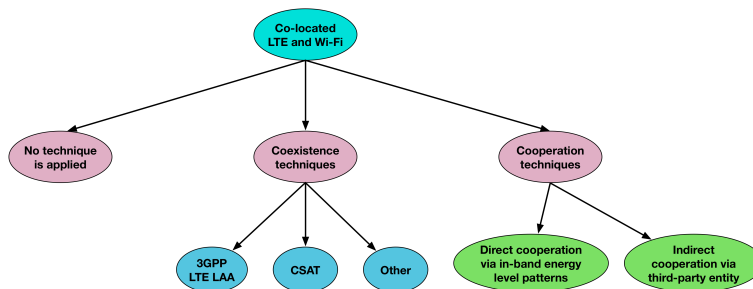 Co-located
LTE and Wi-Fi
No technique
is applied
Coexistence
techniques
Cooperation
techniques
3GPP
LTE LAA
CSAT
Other
Direct cooperation
via in-band energy
level patterns
Indirect
cooperation via
third-party entity